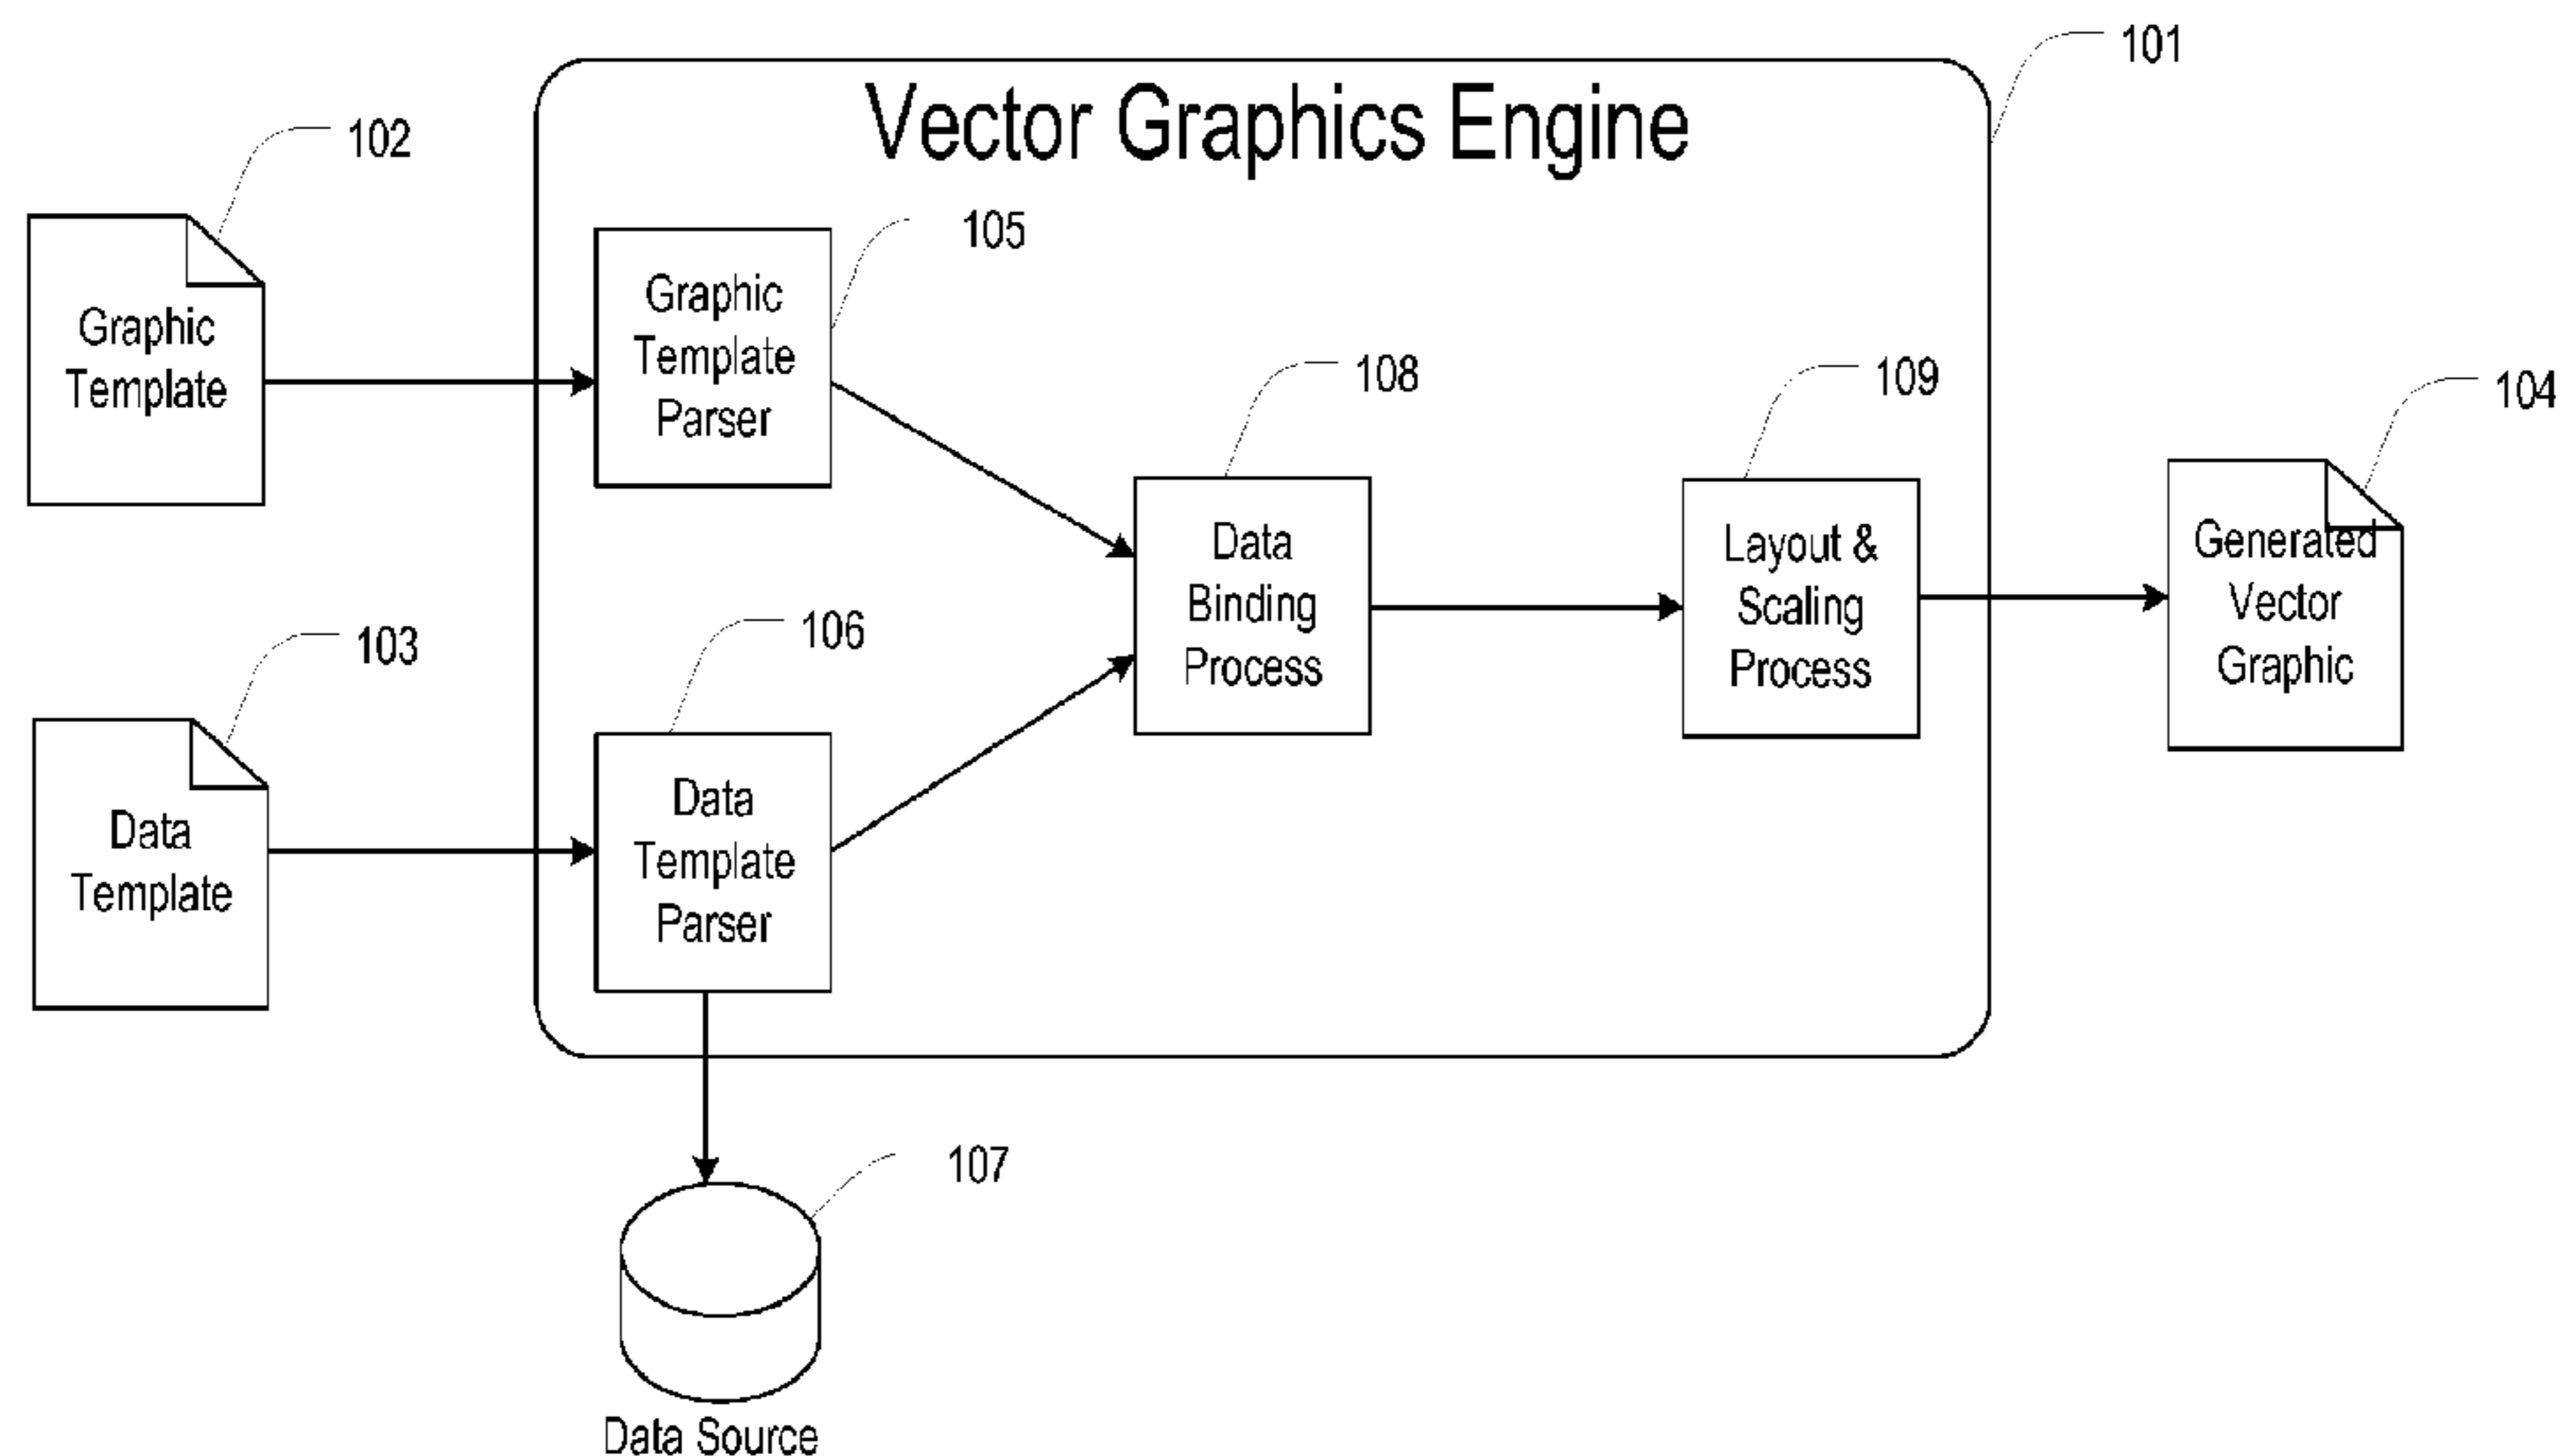 101
Vector Graphics Engine
102
105
Graphic
Template
Graphic
Template
Parser
108
109
104
Data
Binding
Process
Layout &
Scaling
Process
Generated
Vector
Graphic
103
106
Data
Template
Data
Template
Parser
107
Data Source